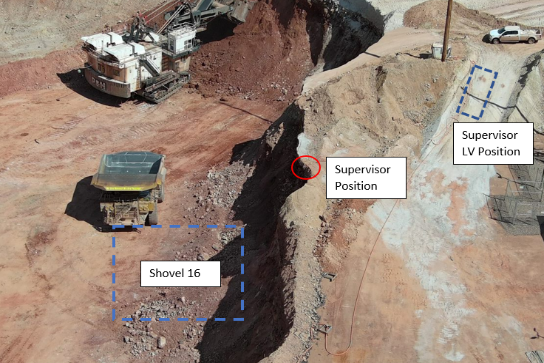 Supervisor
LV Position
Supervisor
Position
Shovel 16